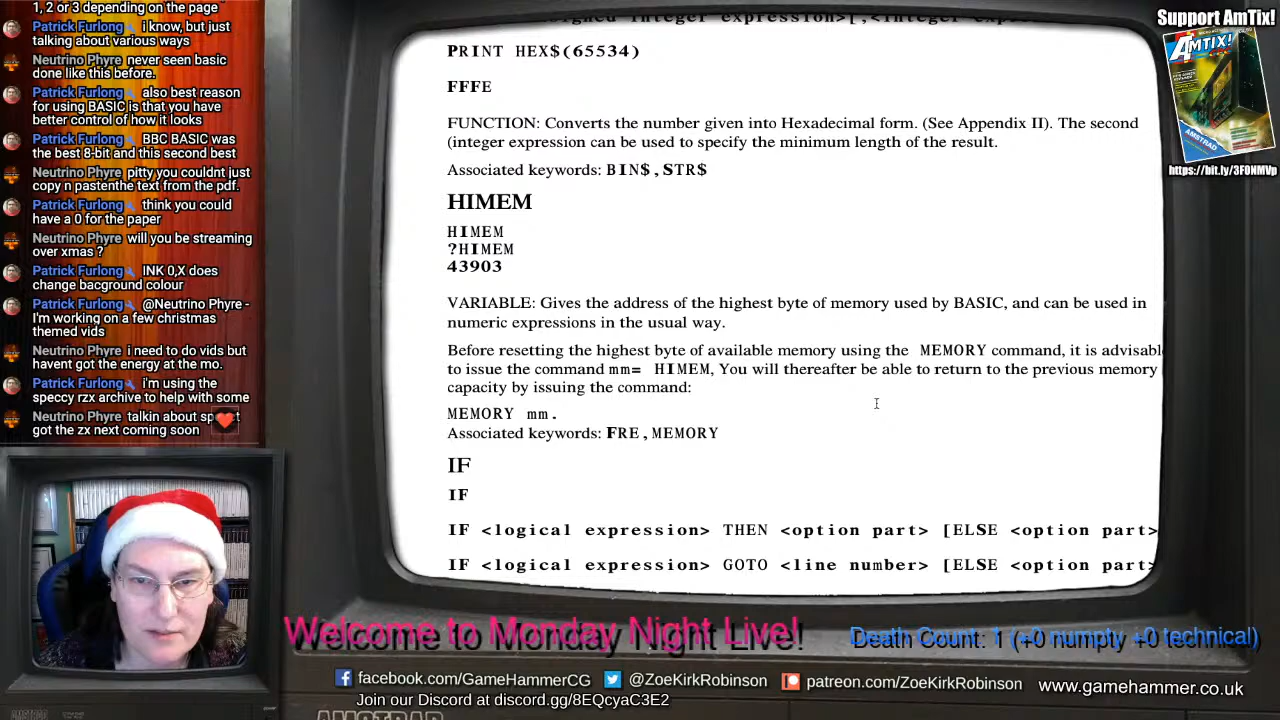 1, 2 or 3 depending on the page
Patrick Furlong i know, but just
talking about various ways
Neutrino Phyre never seen basic
done like this before.
Patrick Furlong also best reason
for using BASIC is that you have
better control of how it looks
Patrick Furlong BBC BASIC was
the best 8-bit and this second best
Neutrino Phyre pitty you couldnt just
copy n pastenthe text from the pdf.
Patrick Furlong think you could
have a 0 for the paper
Neutrino Phyre will you be streaming
over xmas ?
Patrick Furlong INK 0,X does
change bacground colour
Patrick Furlong @Neutrino Phyre -
I'm working on a few christmas
themed vids
Neutrino Phyre i need to do vids but
havent got the energy at the mo.
Patrick Furlong i'm using the
speccy rzx archive to help with some
Neutrino Phyre talkin about
got the zx next coming soon
integer expression>[,<integer
PRINT HEX$(65534)
FFFE
FUNCTION: Converts the number given into Hexadecimal form. (See Appendix II). The second
(integer expression can be used to specify the minimum length of the result.
Associated keywords: BIN$,STR$
HIMEM
HIMEM
?HIMEM
43903
VARIABLE: Gives the address of the highest byte of memory used by BASIC, and can be used in
numeric expressions in the usual way.
Before resetting the highest byte of available memory using the MEMORY command, it is advisabl
to issue the command mm= HIMEM, You will thereafter be able to return to the previous memory
capacity by issuing the command:
MEMORY mm.
Associated keywords: FRE,MEMORY
IF
IF
IF <logical expression> THEN <option part> [ELSE <option part>
IF <logical expression> GOTO <line number> [ELSE <option part>
Support AmTix!
AMTIX!
AMSTRAD
https://bit.ly/3FONMVp
Welcome to Monday Night Live!
Death Count: 1 (+0 numpty +0 technical)
facebook.com/GameHammerCG @ZoeKirkRobinson patreon.com/ZoeKirkRobinson www.gamehammer.co.uk
Join our Discord at discord.gg/8EQcyaC3E2
AMSTRAD